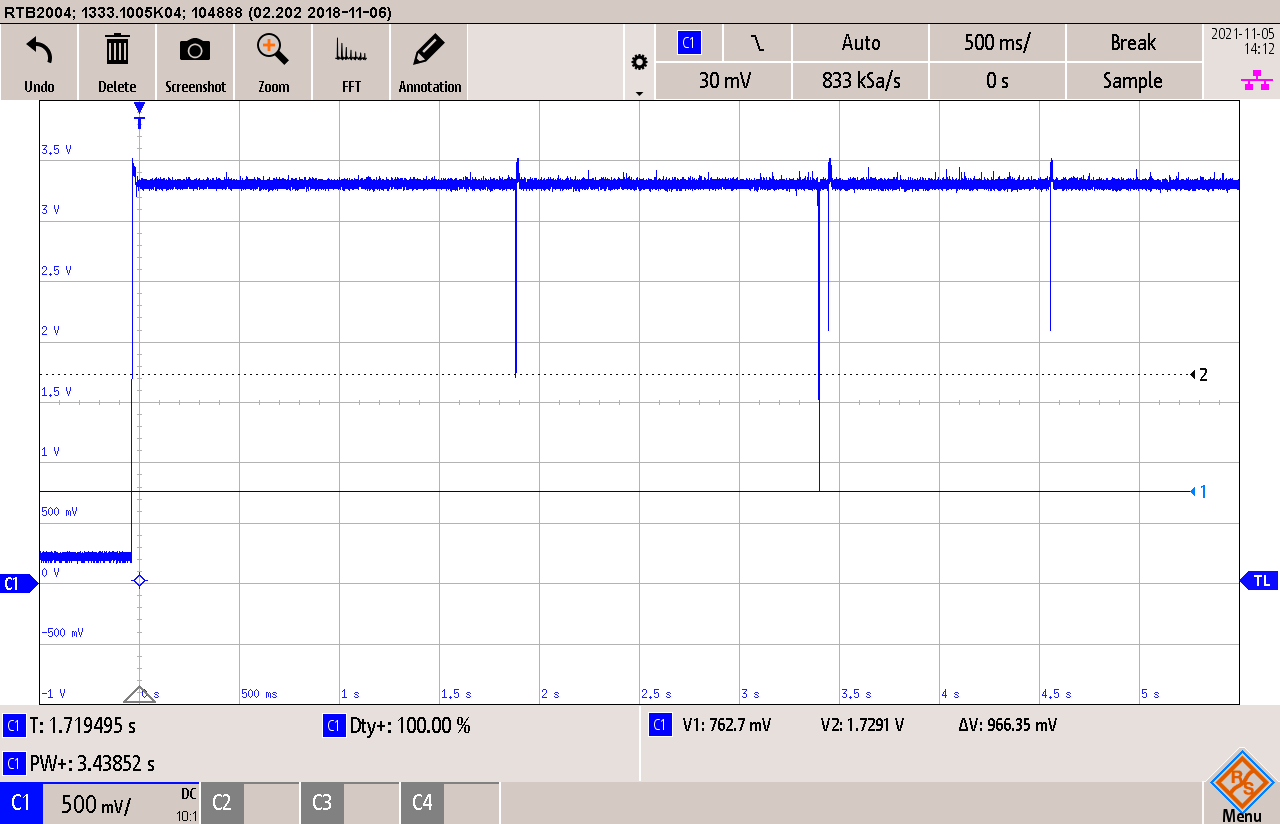 RTB2004; 1333.1005K04; 104888 (02.202 2018-11-06)
Undo
Delete
Screenshot
Zoom
FFT
Annotation
C1
Auto
500 ms/
Break
30 mV
833 kSa/s
0 s
Sample
2021-11-05
14:12
T
3.5 V
3 V
2.5 V
2 V
1.5 V
1 V
500 mV
0 V
-500 mV
-1 V
2
1
C1
TL
0 s
500 ms
1 s
1.5 s
2 s
2.5 s
3 s
3.5 s
4 s
4.5 s
5 s
C1 T: 1.719495 s
C1 Dty+: 100.00 %
C1 V1: 762.7 mV V2: 1.7291 V ΔV: 966.35 mV
C1 PW+: 3.43852 s
C1 500 mV/ DC 10:1
C2
C3
C4
R&S
Menu